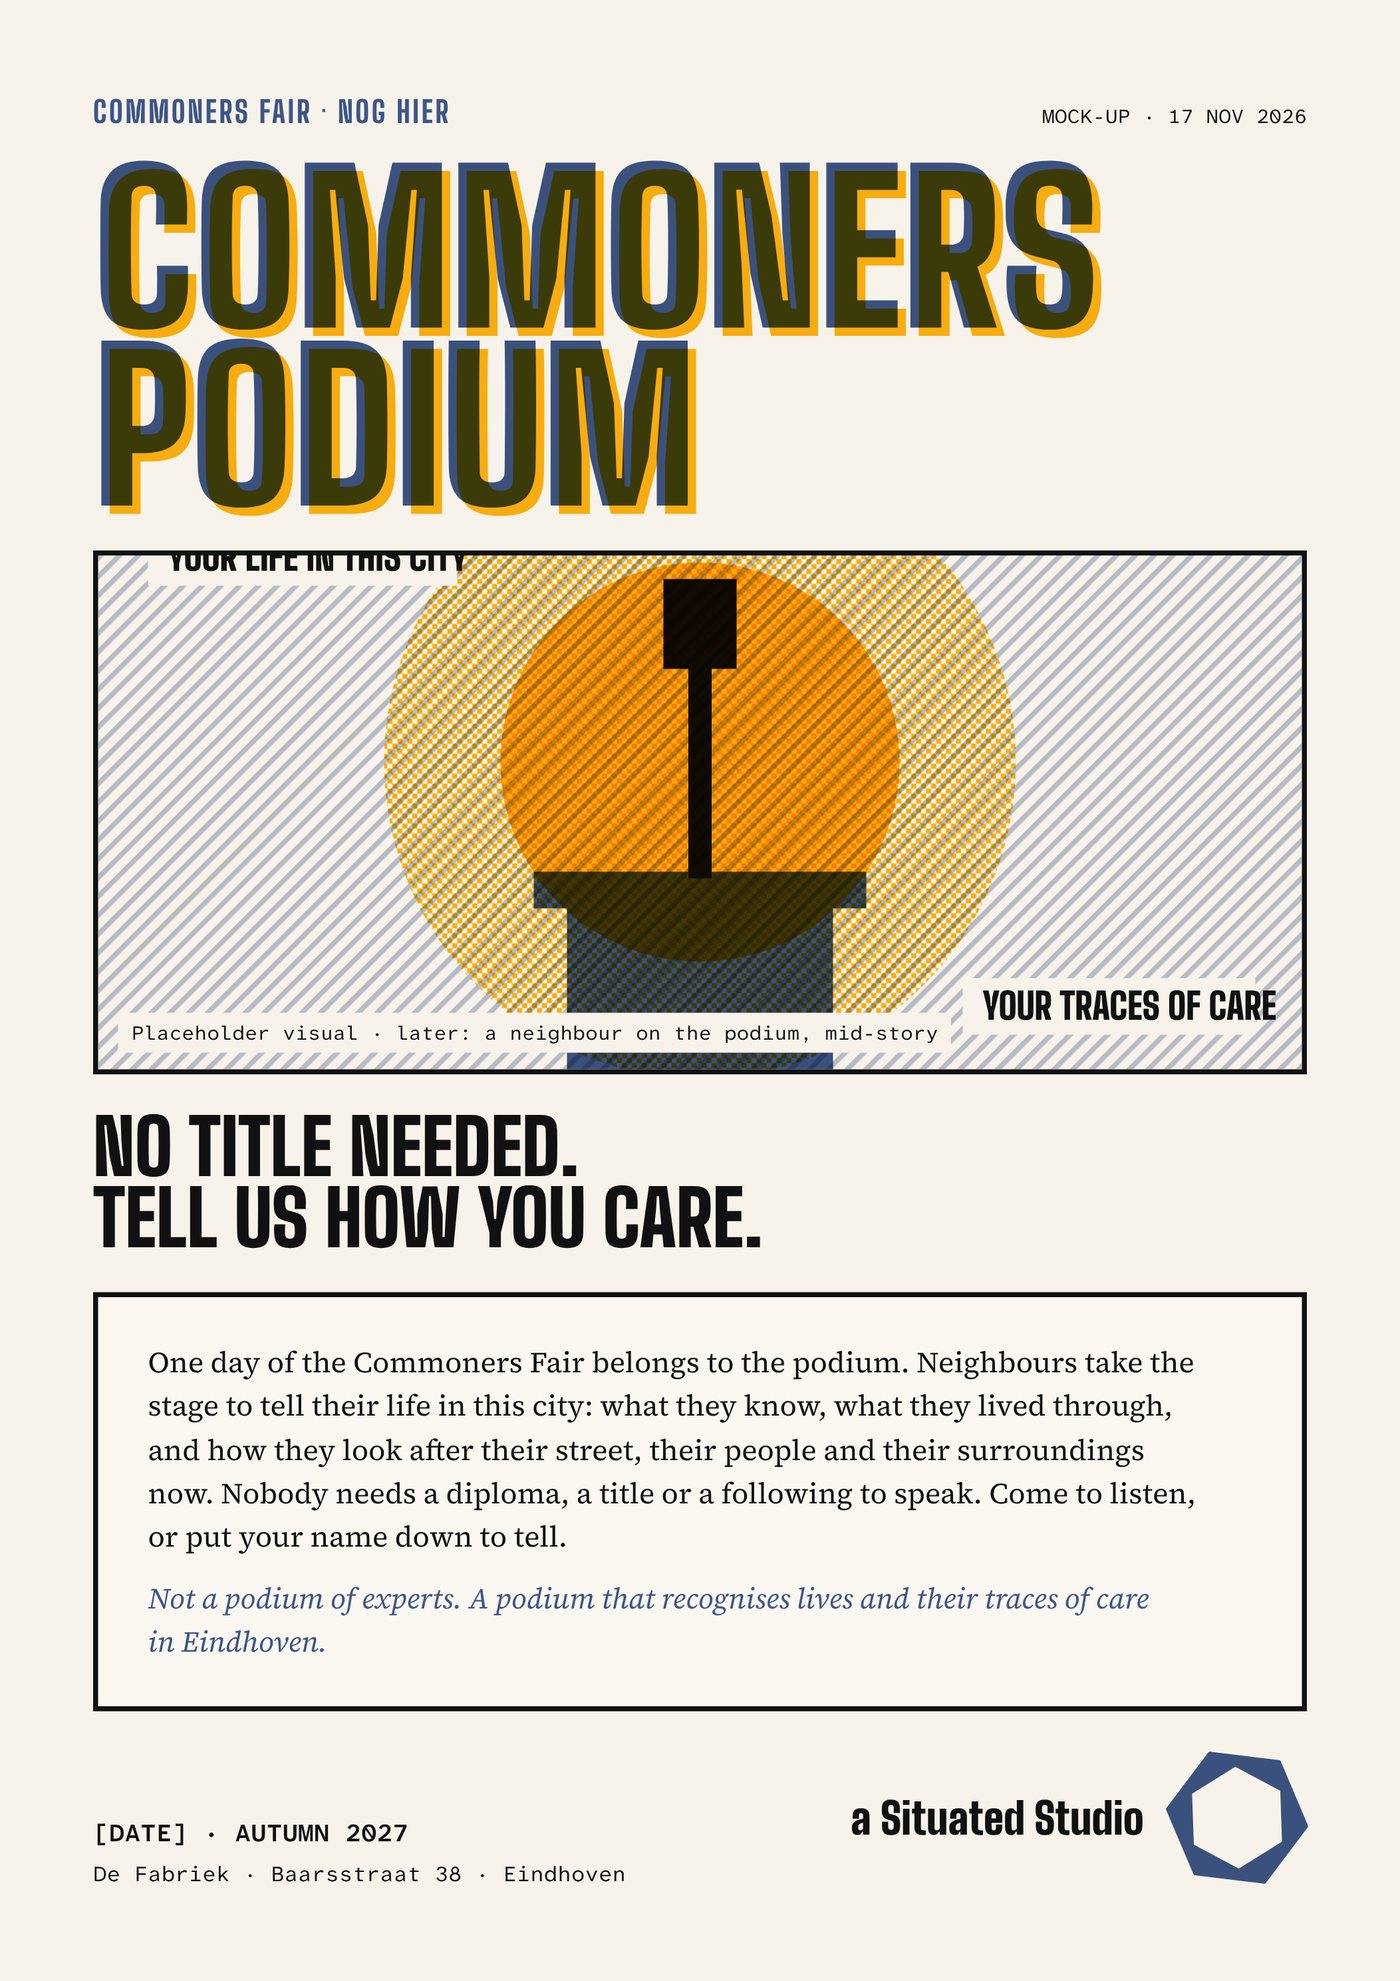 COMMONERS FAIR · NOG HIER
MOCK-UP · 17 NOV 2026
COMMONERS
PODIUM
YOUR LIFE IN THIS CITY
YOUR TRACES OF CARE
Placeholder visual · later: a neighbour on the podium, mid-story
NO TITLE NEEDED.
TELL US HOW YOU CARE.
One day of the Commoners Fair belongs to the podium. Neighbours take the
stage to tell their life in this city: what they know, what they lived through,
and how they look after their street, their people and their surroundings
now. Nobody needs a diploma, a title or a following to speak. Come to listen,
or put your name down to tell.
Not a podium of experts. A podium that recognises lives and their traces of care
in Eindhoven.
a Situated Studio
[DATE] · AUTUMN 2027
De Fabriek · Baarsstraat 38 · Eindhoven